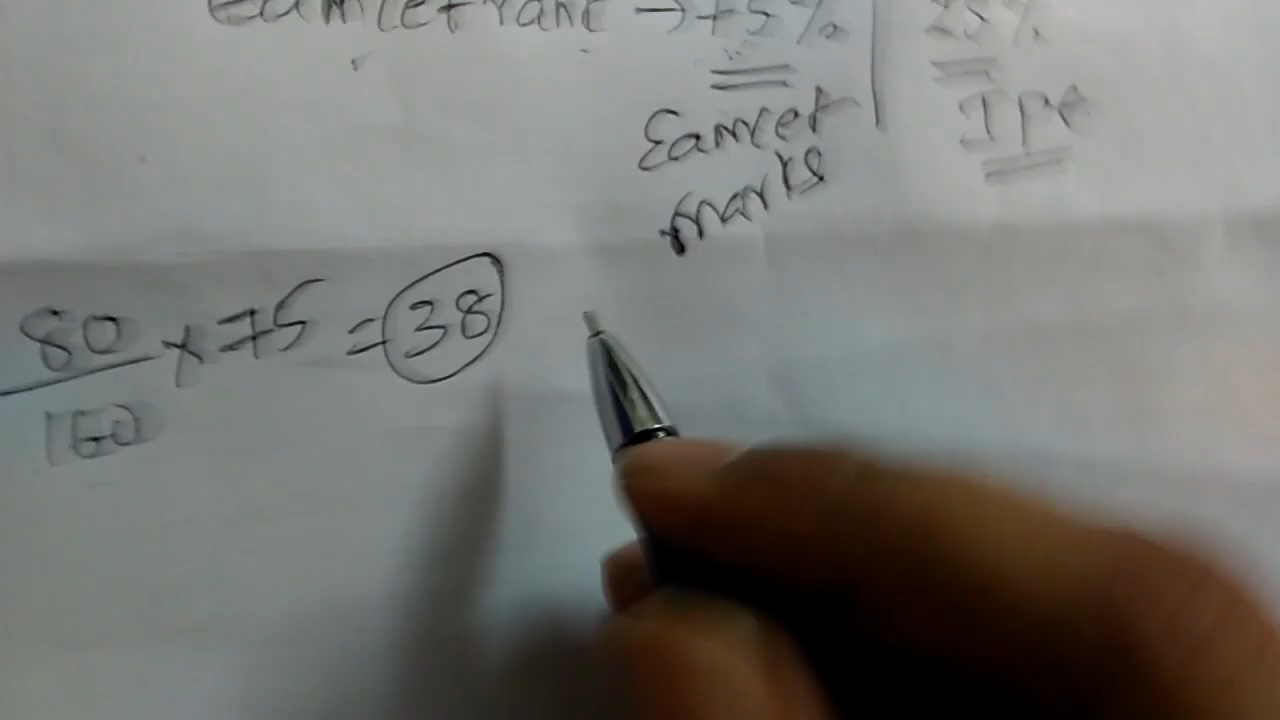 Eamcet rank → 75% | 25%
Eamcet Ipe
marks
80/160 x 75 = 38